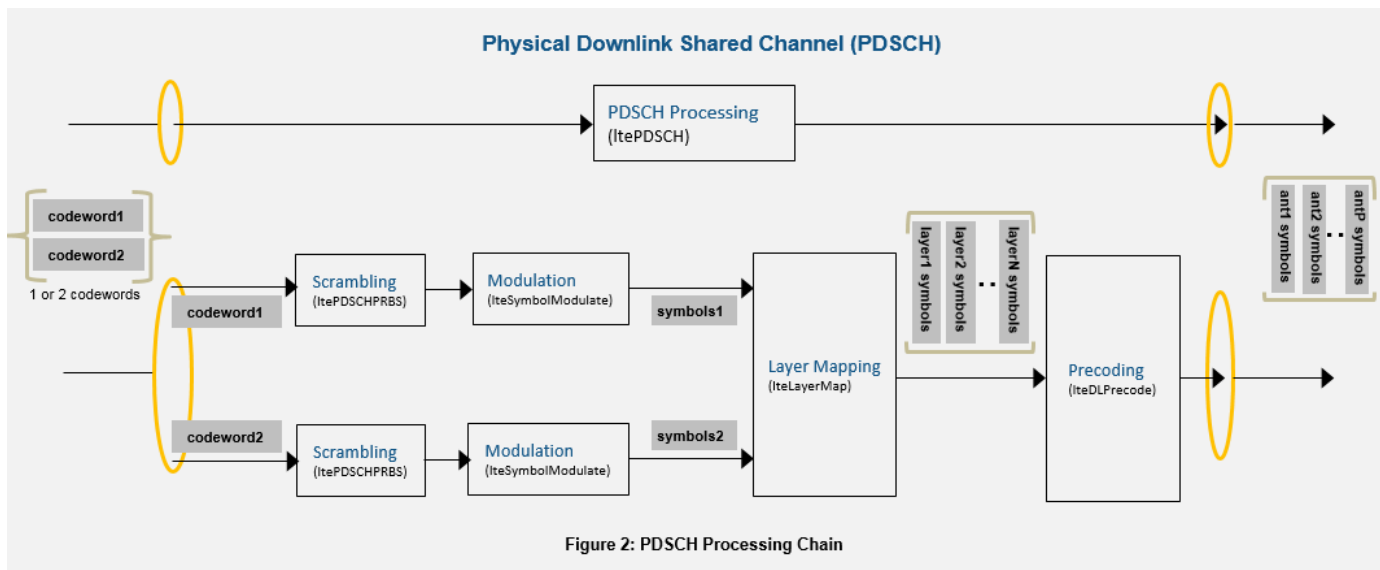 Physical Downlink Shared Channel (PDSCH)
PDSCH Processing
(ltePDSCH)
codeword1
codeword2
1 or 2 codewords
codeword1
Scrambling
(ltePDSCHPRBS)
Modulation
(lteSymbolModulate)
symbols1
codeword2
Scrambling
(ltePDSCHPRBS)
Modulation
(lteSymbolModulate)
symbols2
Layer Mapping
(lteLayerMap)
layer1 symbols
layer2 symbols
layerN symbols
Precoding
(lteDLPrecode)
ant1 symbols
ant2 symbols
antP symbols
Figure 2: PDSCH Processing Chain